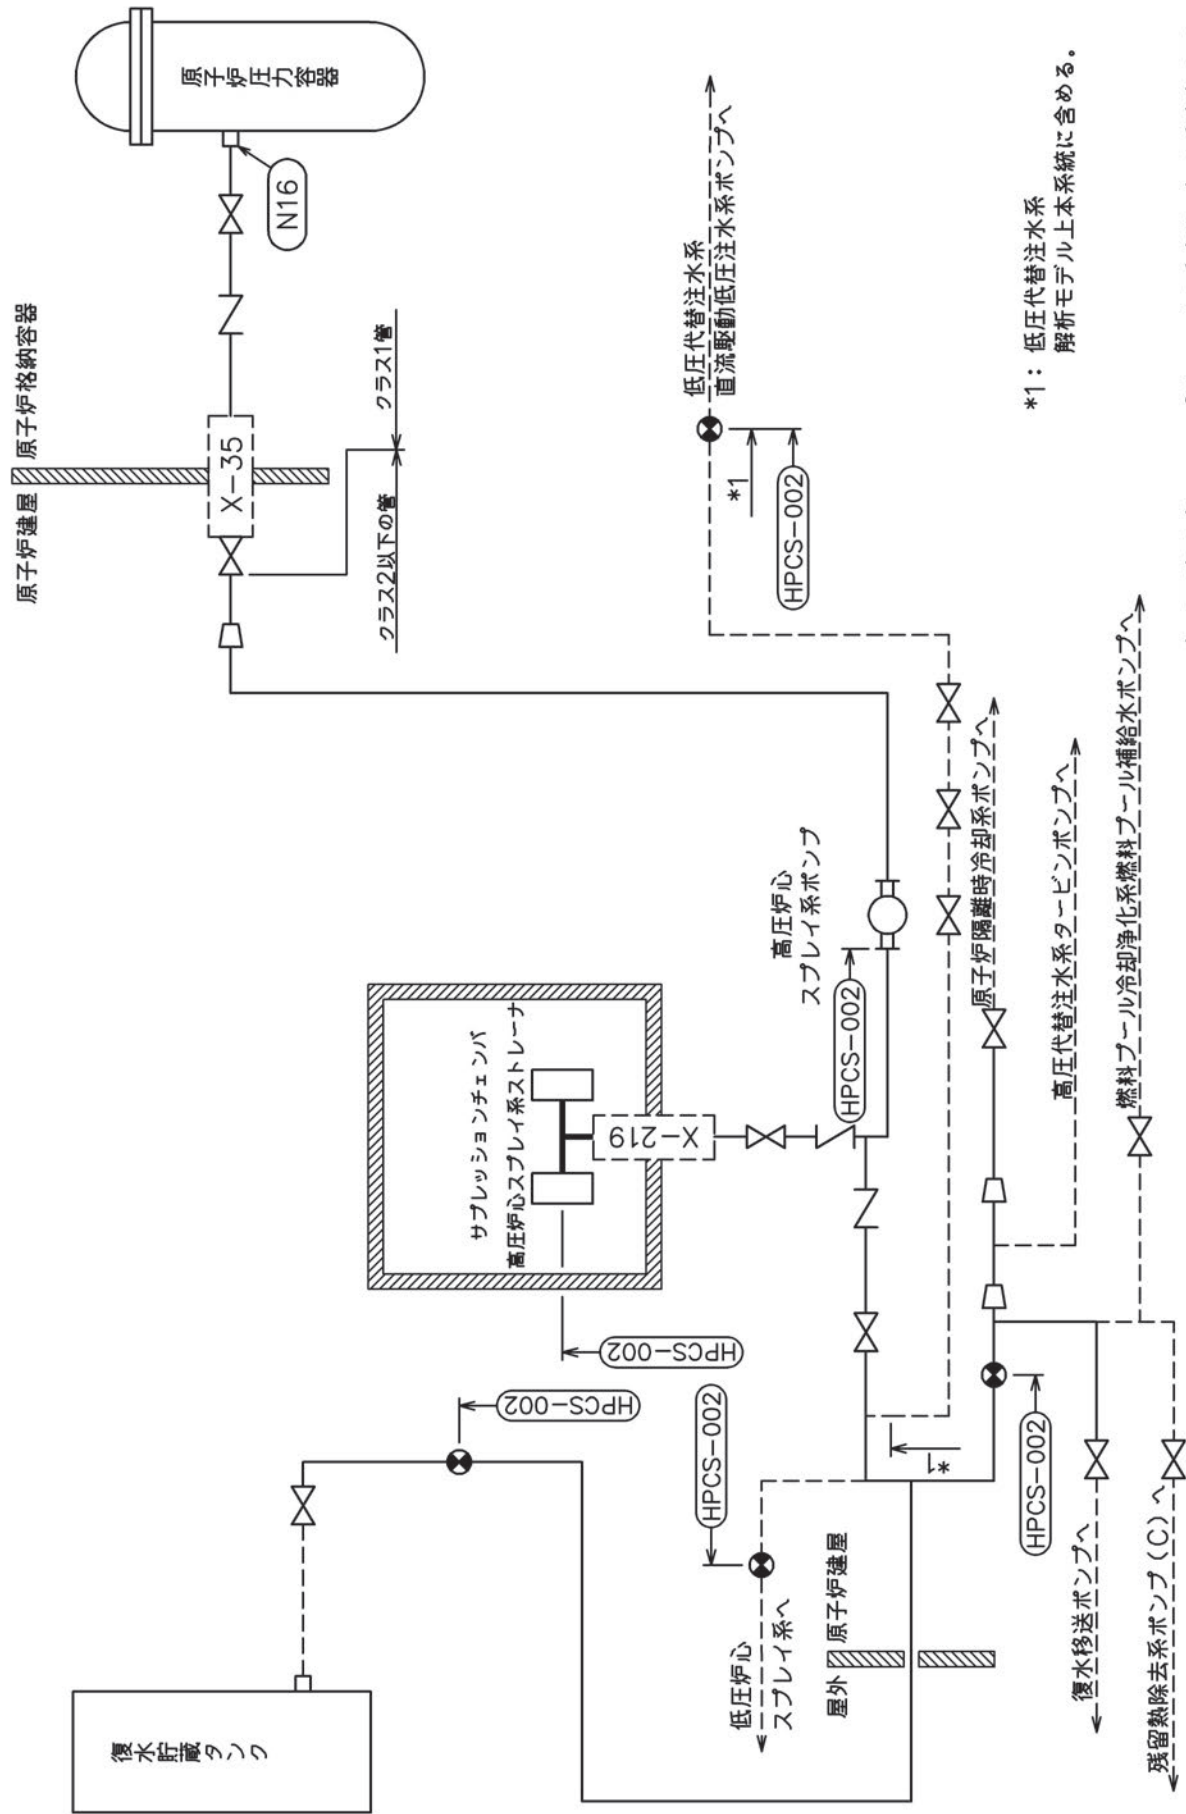 復水貯蔵タンク
原子炉圧力容器
N16
原子炉建屋
原子炉格納容器
X-35
クラス2以下の管
クラス1管
サプレッションチェンバ
高圧炉心スプレイ系ストレーナ
X-219
HPCS-002
HPCS-002
HPCS-002
低圧炉心
スプレイ系へ
屋外
原子炉建屋
高圧炉心
スプレイ系ポンプ
HPCS-002
低圧代替注水系
直流駆動低圧注水系ポンプへ
*1
HPCS-002
*1
HPCS-002
原子炉隔離時冷却系ポンプへ
高圧代替注水系タービンポンプへ
燃料プール冷却浄化系燃料プール補給水ポンプへ
復水移送ポンプへ
残留熱除去系ポンプ(C)へ
*1: 低圧代替注水系
解析モデル上本系統に含める。